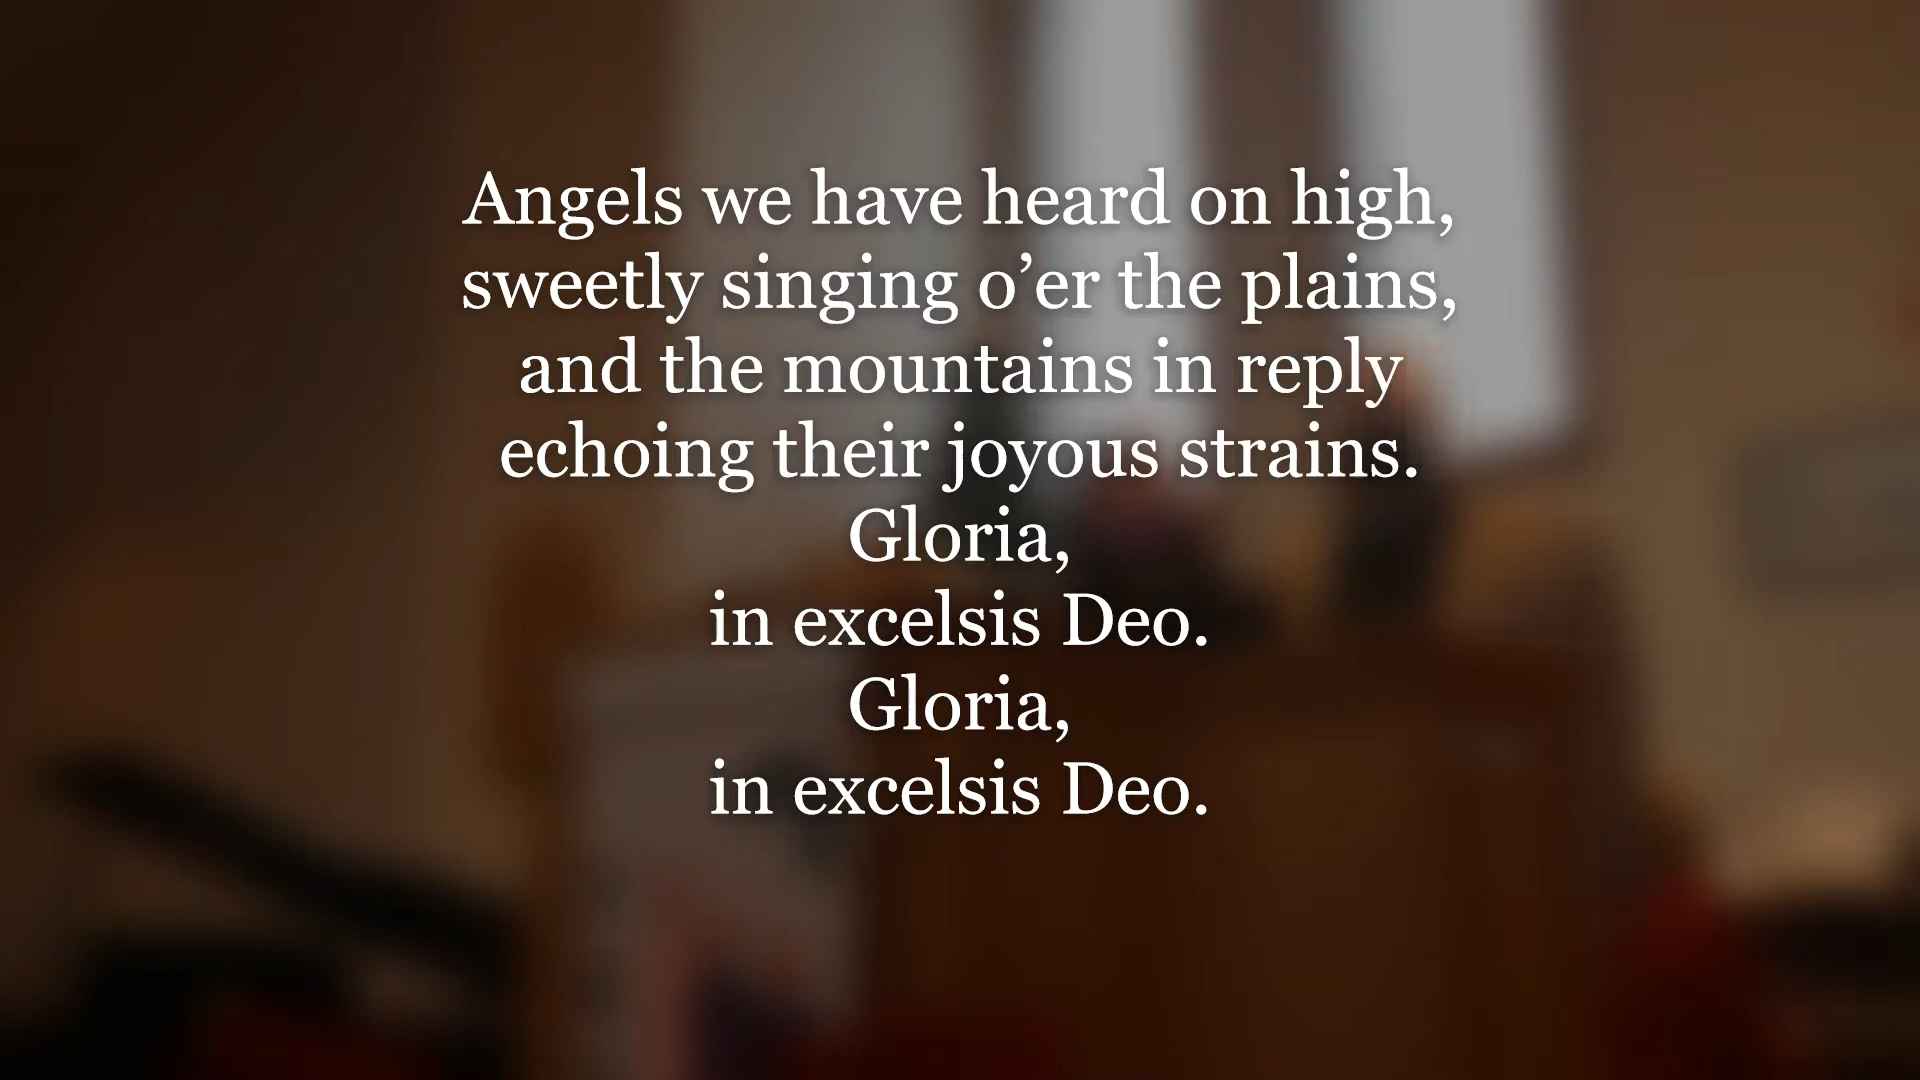 Angels we have heard on high,
sweetly singing o’er the plains,
and the mountains in reply
echoing their joyous strains.
Gloria,
in excelsis Deo.
Gloria,
in excelsis Deo.